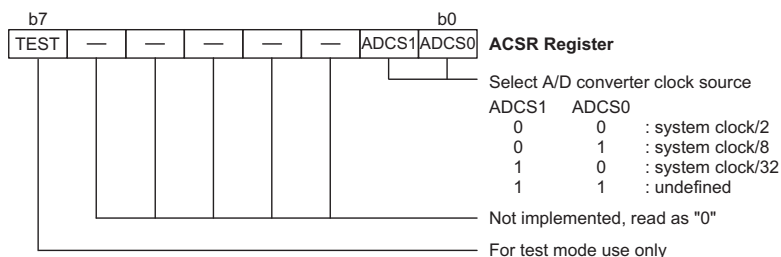 b7 b0
TEST — — — — — ADCS1 ADCS0 ACSR Register
Select A/D converter clock source
ADCS1 ADCS0
0 0 : system clock/2
0 1 : system clock/8
1 0 : system clock/32
1 1 : undefined
Not implemented, read as "0"
For test mode use only